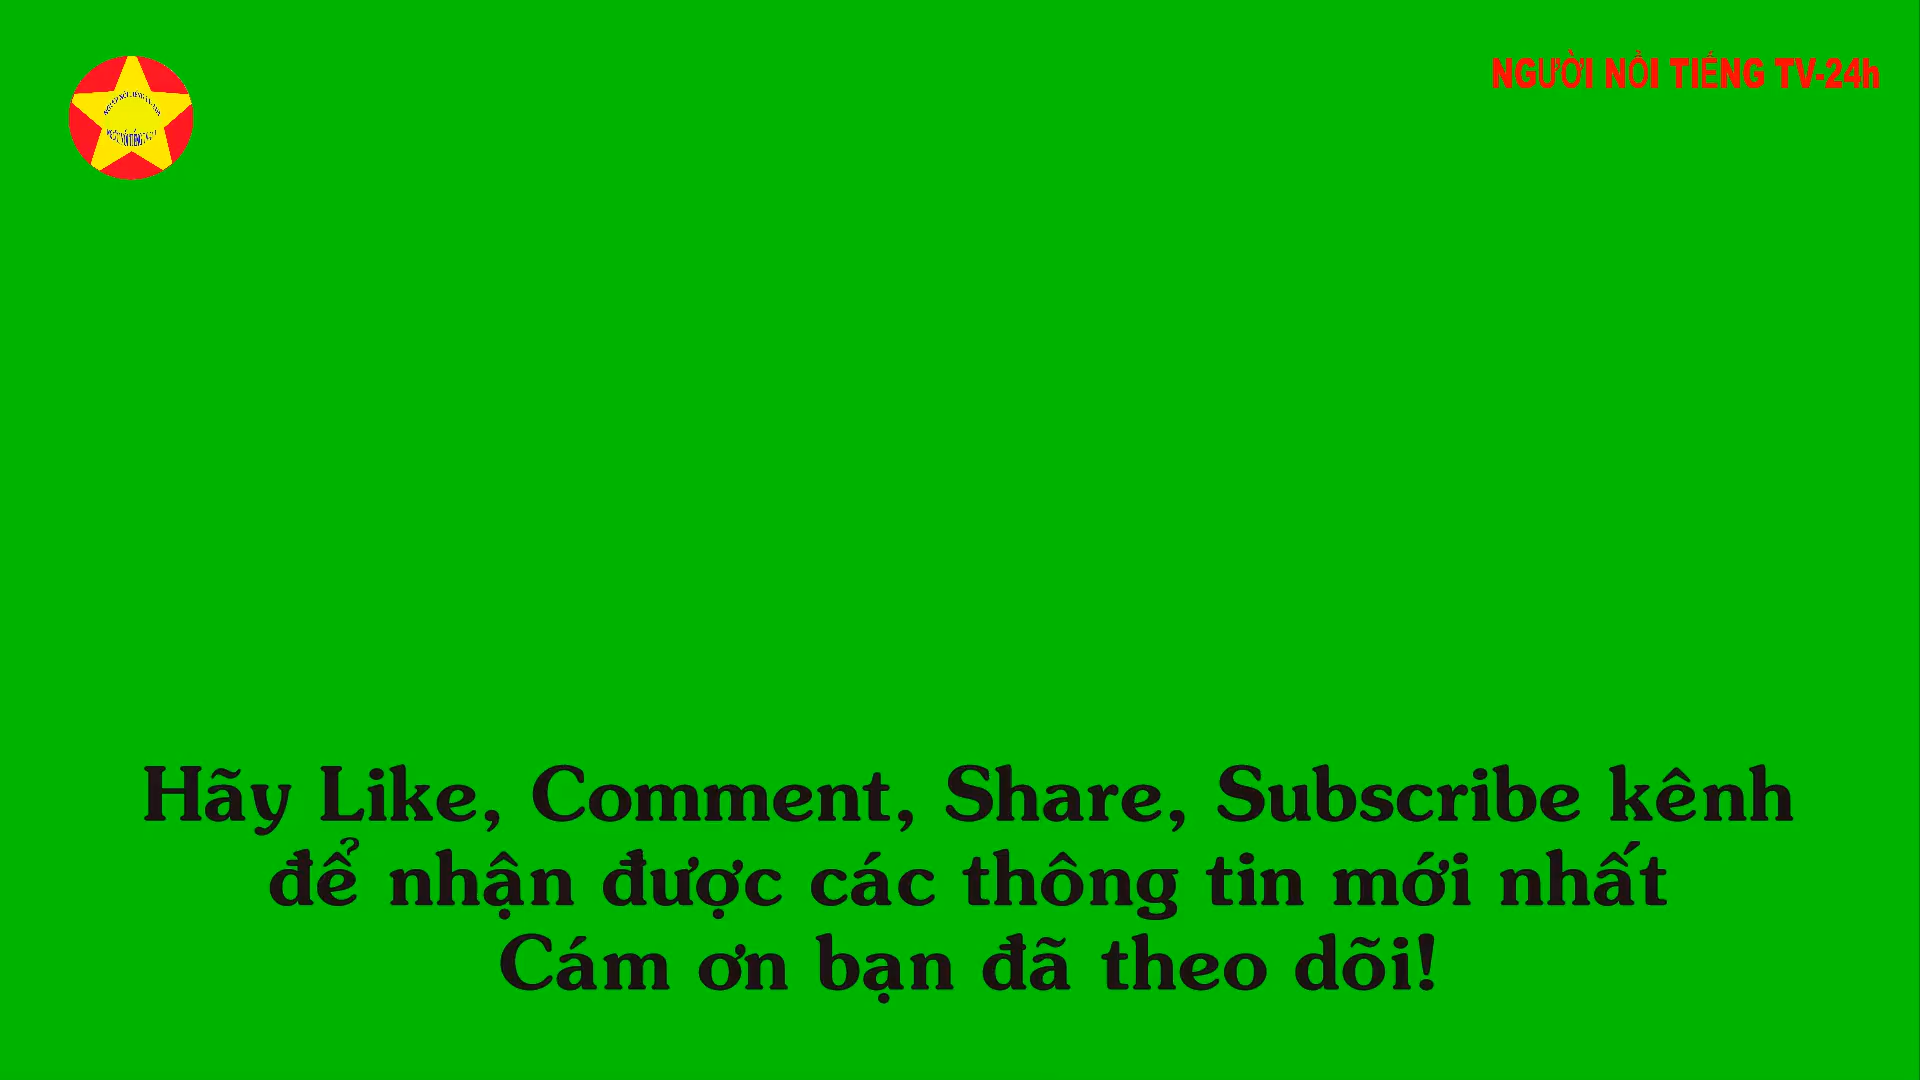 NGƯỜI NỔI TIẾNG TV-24h
Hãy Like, Comment, Share, Subscribe kênh
để nhận được các thông tin mới nhất
Cám ơn bạn đã theo dõi!